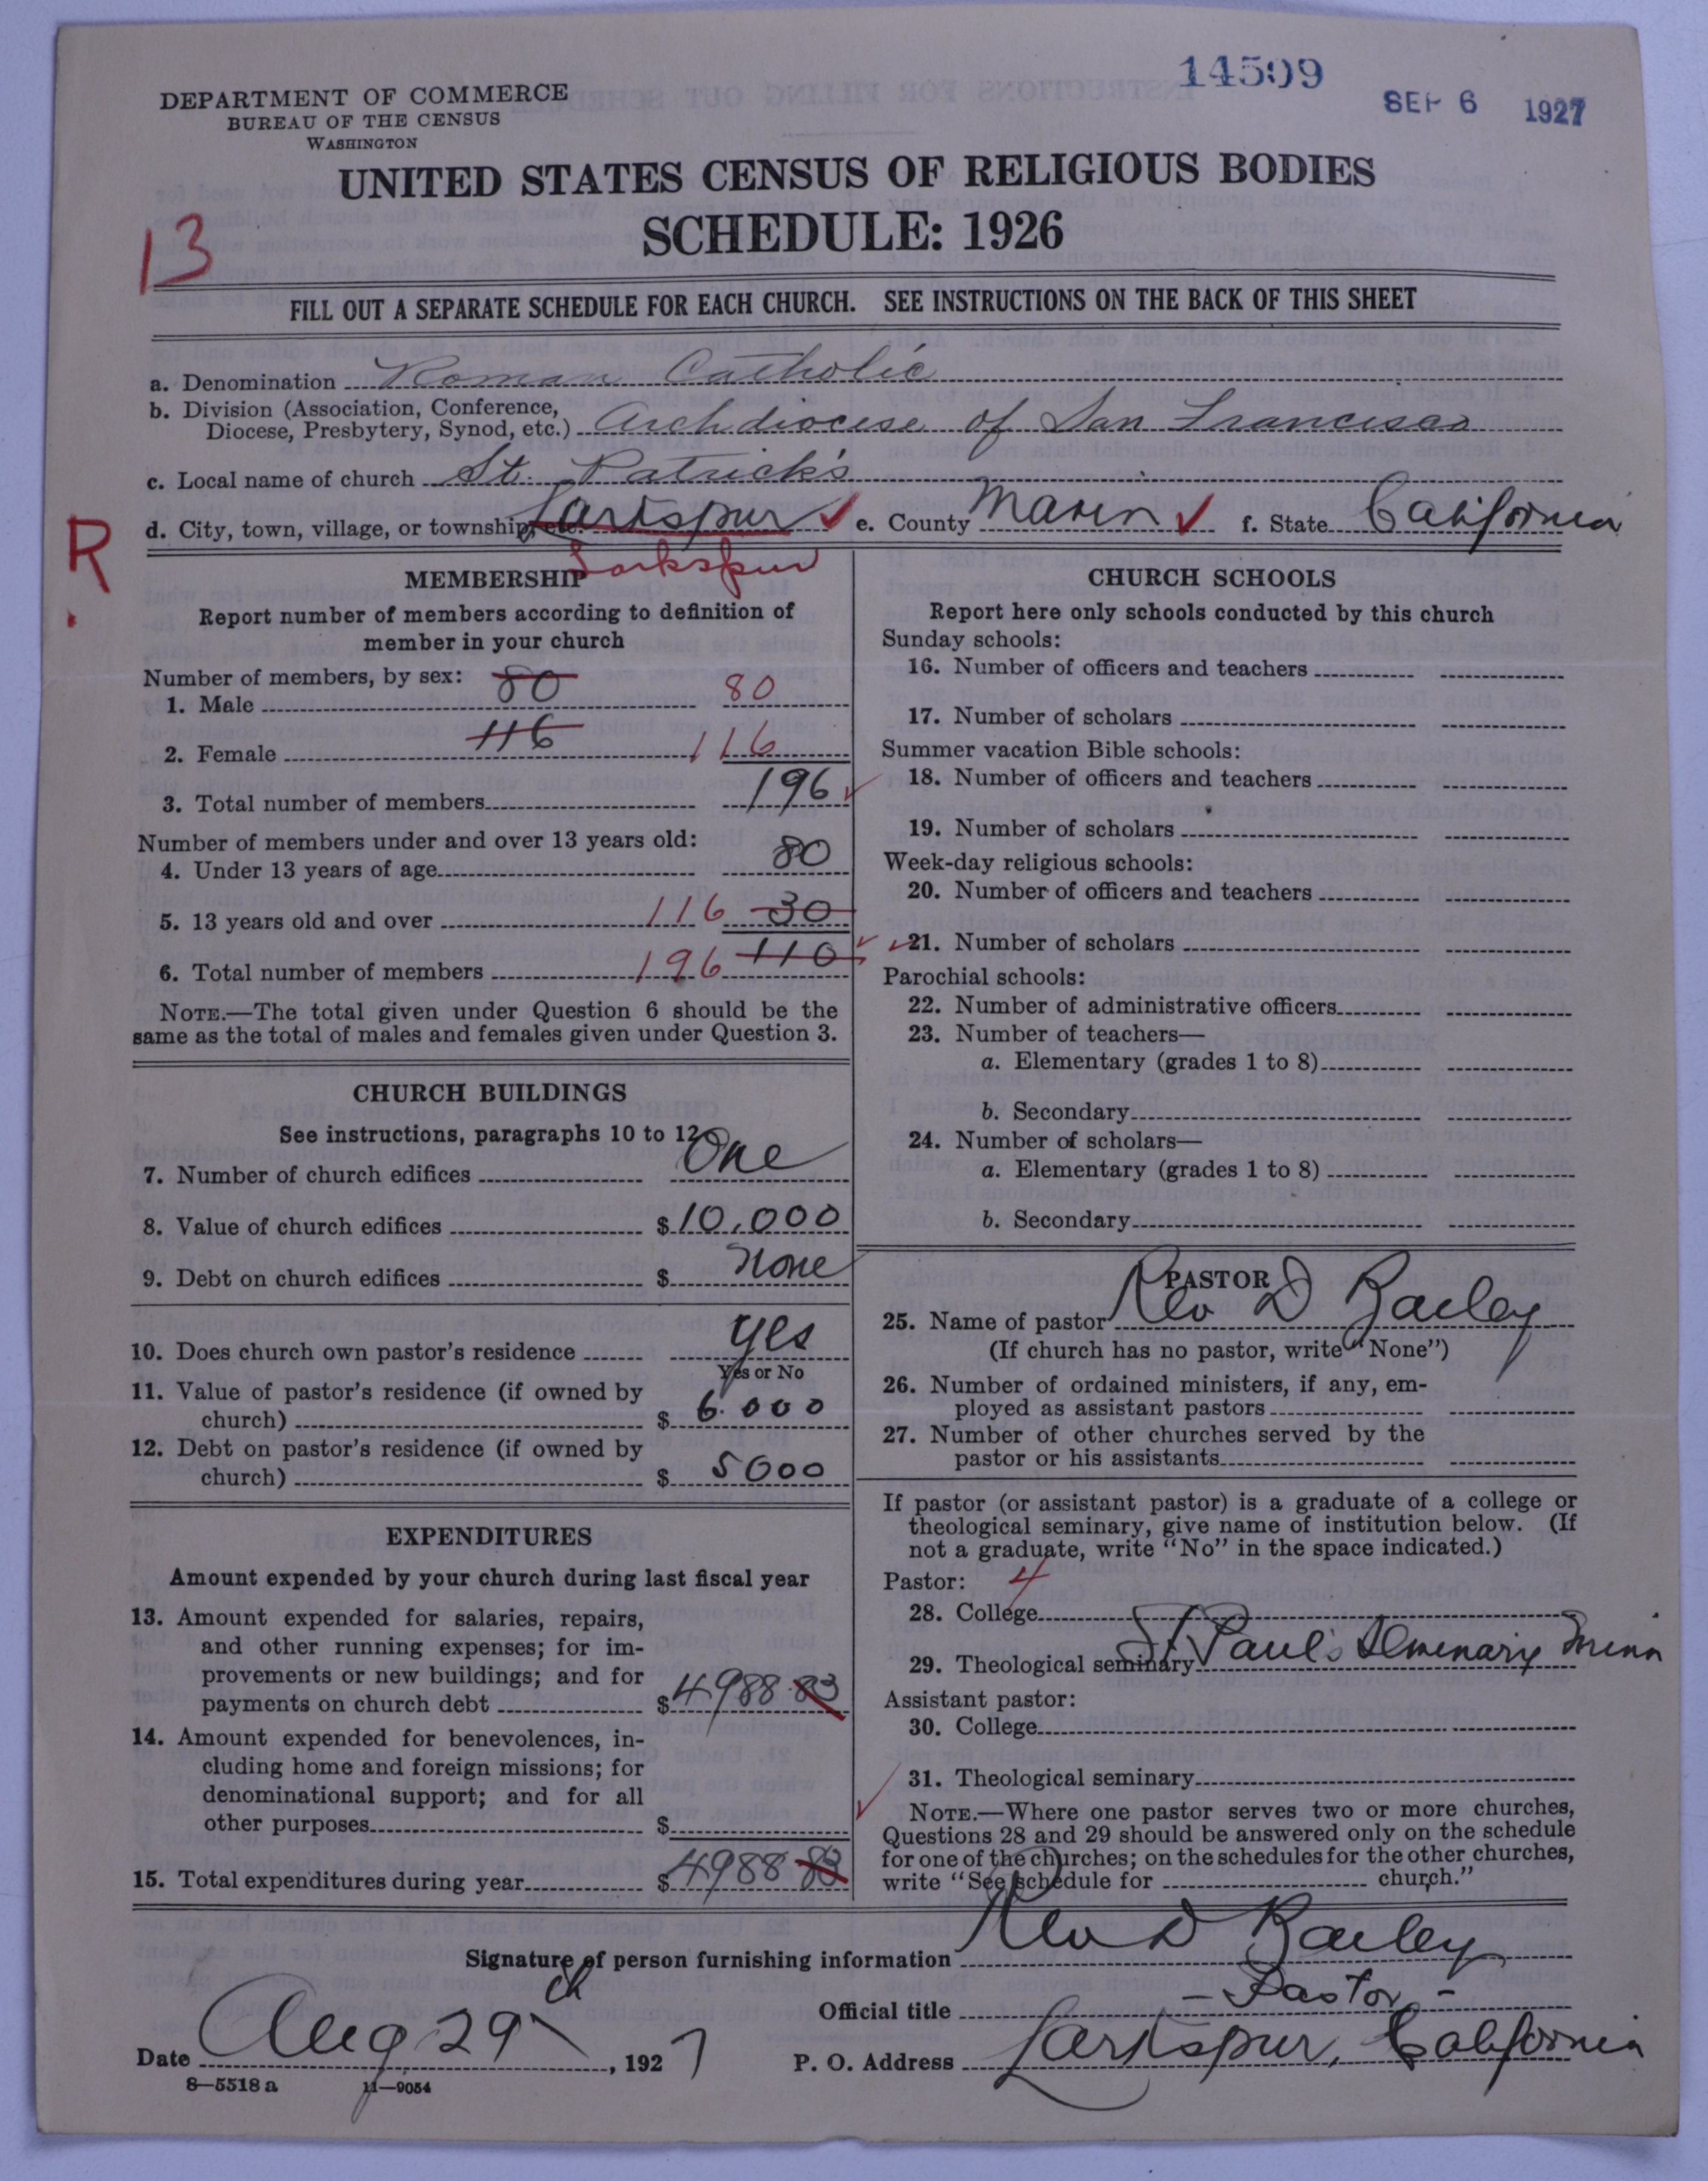 14509
SEP 6 1927
DEPARTMENT OF COMMERCE
BUREAU OF THE CENSUS
WASHINGTON
UNITED STATES CENSUS OF RELIGIOUS BODIES
SCHEDULE: 1926
13
FILL OUT A SEPARATE SCHEDULE FOR EACH CHURCH. SEE INSTRUCTIONS ON THE BACK OF THIS SHEET
a. Denomination Roman Catholic
b. Division (Association, Conference,
Diocese, Presbytery, Synod, etc.) Archdiocese of San Francisco
c. Local name of church St. Patrick's
d. City, town, village, or township, etc. Larkspur ✓ e. County Marin ✓ f. State California
R.
Larkspur
MEMBERSHIP
Report number of members according to definition of
member in your church
Number of members, by sex: 80
1. Male 80
116
2. Female 116
3. Total number of members 196 ✓
Number of members under and over 13 years old:
4. Under 13 years of age 80
5. 13 years old and over 116 30
6. Total number of members 196 110 ✓
NOTE.—The total given under Question 6 should be the
same as the total of males and females given under Question 3.
CHURCH BUILDINGS
See instructions, paragraphs 10 to 12
7. Number of church edifices One
8. Value of church edifices $ 10,000
9. Debt on church edifices $ None
10. Does church own pastor's residence yes
Yes or No
11. Value of pastor's residence (if owned by
church) $ 6.000
12. Debt on pastor's residence (if owned by
church) $ 5000
EXPENDITURES
Amount expended by your church during last fiscal year
13. Amount expended for salaries, repairs,
and other running expenses; for im-
provements or new buildings; and for
payments on church debt $ 4988.83
14. Amount expended for benevolences, in-
cluding home and foreign missions; for
denominational support; and for all
other purposes $
15. Total expenditures during year $ 4988 83
CHURCH SCHOOLS
Report here only schools conducted by this church
Sunday schools:
16. Number of officers and teachers
17. Number of scholars
Summer vacation Bible schools:
18. Number of officers and teachers
19. Number of scholars
Week-day religious schools:
20. Number of officers and teachers
✓ 21. Number of scholars
Parochial schools:
22. Number of administrative officers
23. Number of teachers—
a. Elementary (grades 1 to 8)
b. Secondary
24. Number of scholars—
a. Elementary (grades 1 to 8)
b. Secondary
PASTOR
25. Name of pastor Rev D Bailey
(If church has no pastor, write "None")
26. Number of ordained ministers, if any, em-
ployed as assistant pastors
27. Number of other churches served by the
pastor or his assistants
If pastor (or assistant pastor) is a graduate of a college or
theological seminary, give name of institution below. (If
not a graduate, write "No" in the space indicated.)
Pastor: 4
28. College
29. Theological seminary St Paul's Seminary Minn
Assistant pastor:
30. College
✓ 31. Theological seminary
NOTE.—Where one pastor serves two or more churches,
Questions 28 and 29 should be answered only on the schedule
for one of the churches; on the schedules for the other churches,
write "See schedule for church."
Signature of person furnishing information Rev D Bailey
Official title - Pastor -
Date Aug 29th, 1927 P. O. Address Larkspur, California
8—5518 a 11—9054